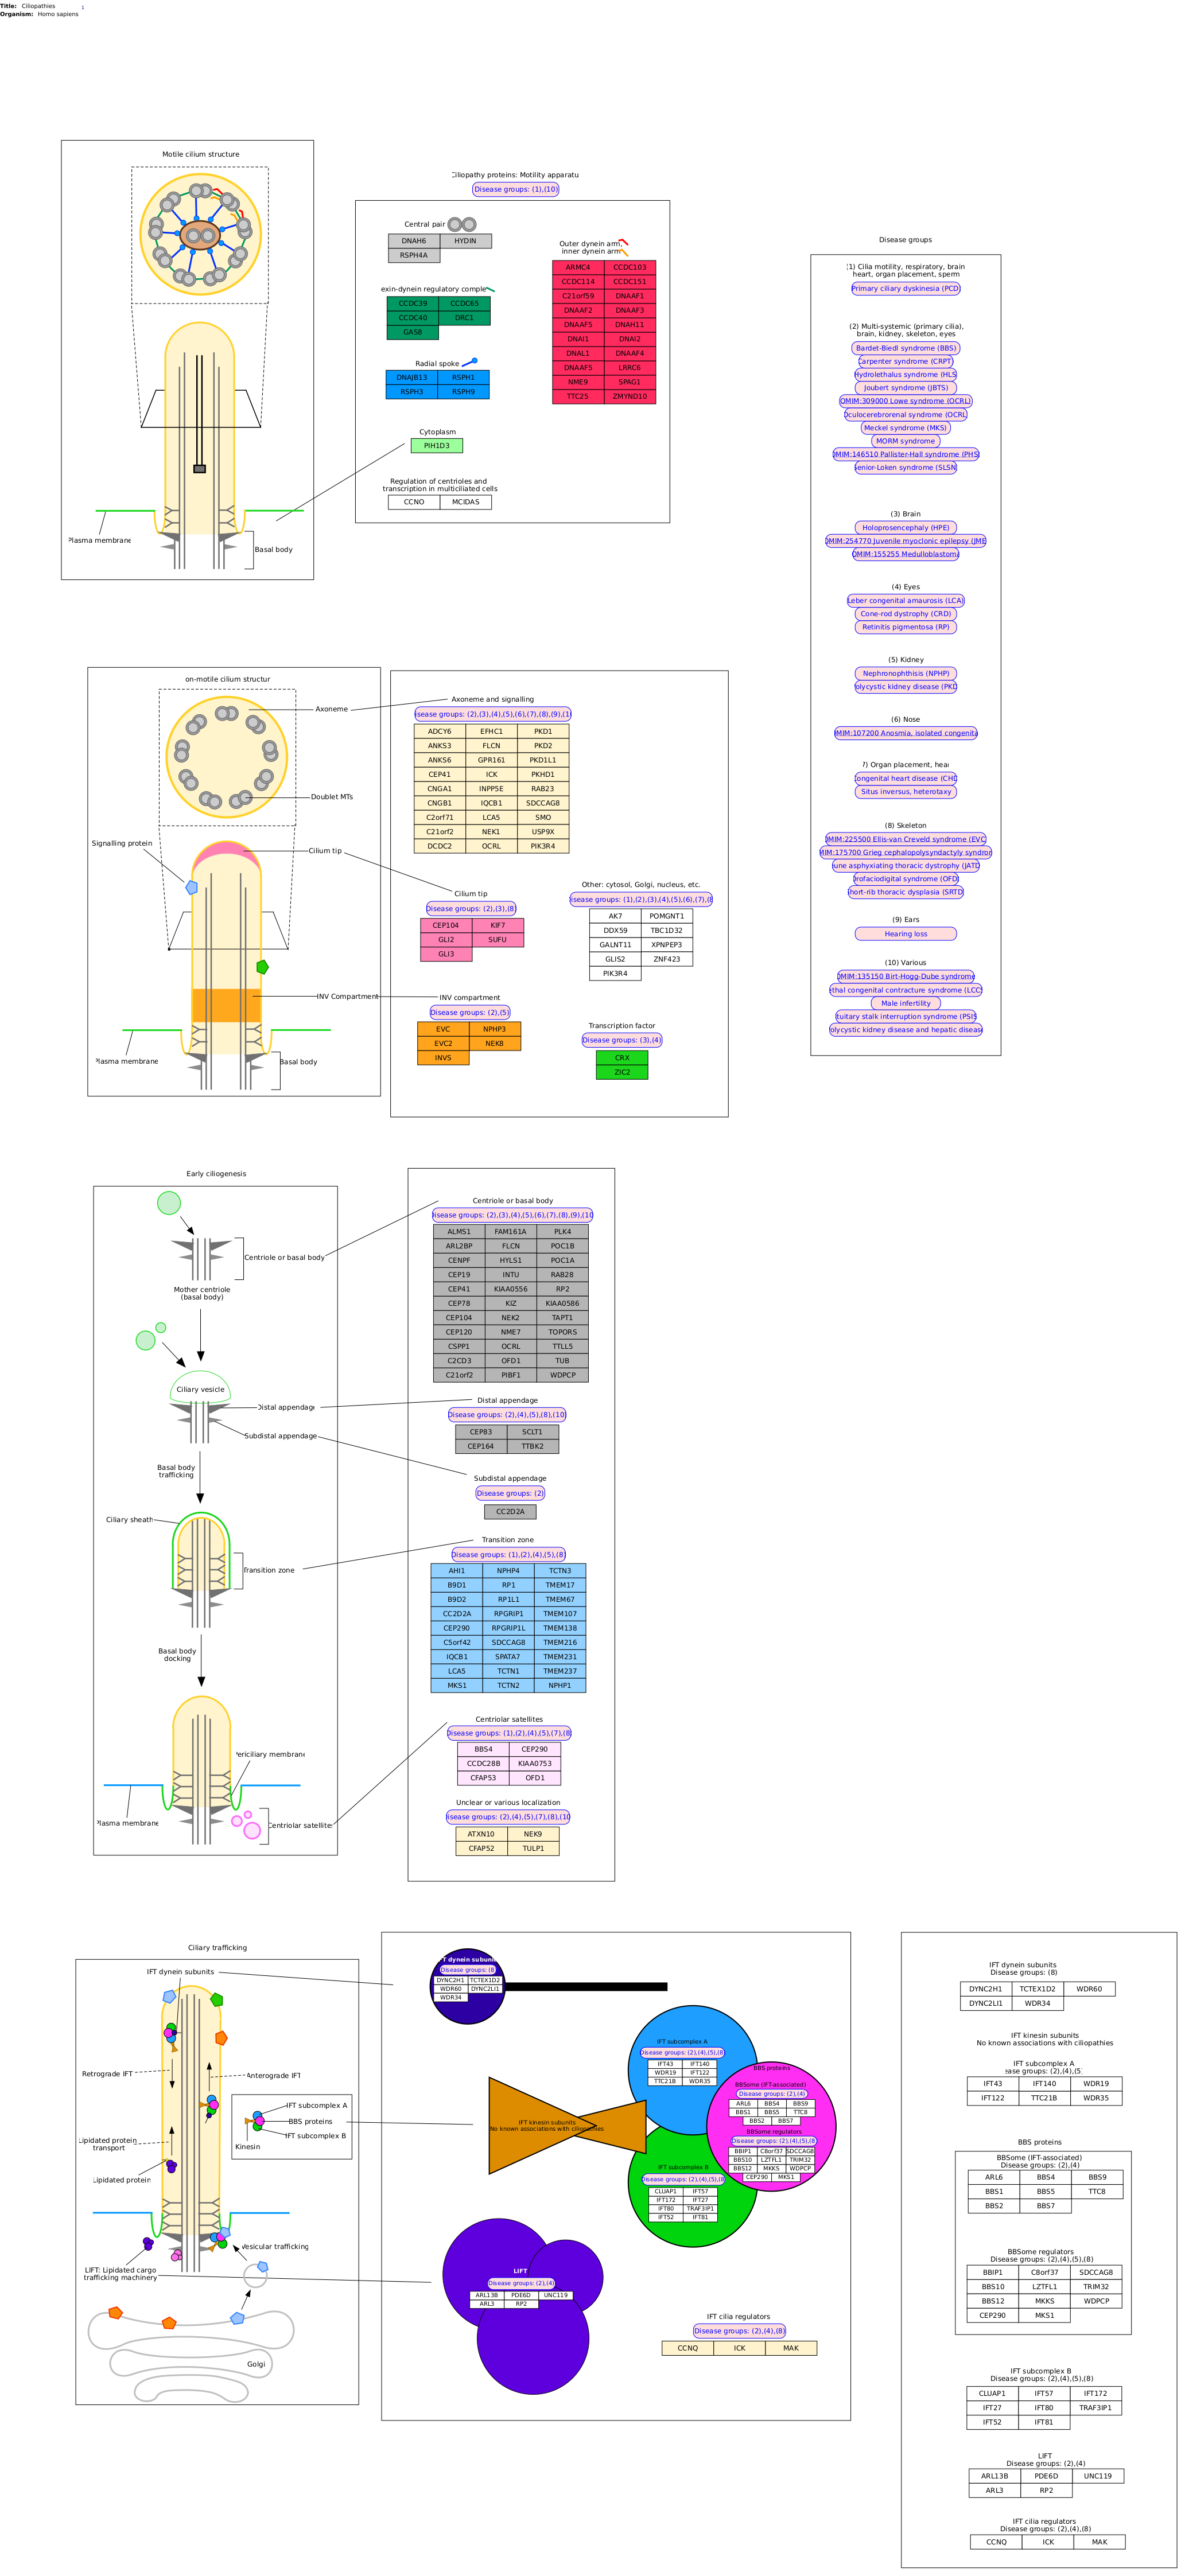 Title: Ciliopathies
1
Organism: Homo sapiens
Motile cilium structure
Plasma membrane
Basal body
Ciliopathy proteins: Motility apparatu
Disease groups: (1),(10)
Central pair
DNAH6 HYDIN
RSPH4A
exin-dynein regulatory comple
CCDC39 CCDC65
CCDC40 DRC1
GAS8
Radial spoke
DNAJB13 RSPH1
RSPH3 RSPH9
Cytoplasm
PIH1D3
Regulation of centrioles and
transcription in multiciliated cells
CCNO MCIDAS
Outer dynein arm,
inner dynein arm
ARMC4 CCDC103
CCDC114 CCDC151
C21orf59 DNAAF1
DNAAF2 DNAAF3
DNAAF5 DNAH11
DNAI1 DNAI2
DNAL1 DNAAF4
DNAAF5 LRRC6
NME9 SPAG1
TTC25 ZMYND10
Disease groups
(1) Cilia motility, respiratory, brain
heart, organ placement, sperm
Primary ciliary dyskinesia (PCD)
(2) Multi-systemic (primary cilia),
brain, kidney, skeleton, eyes
Bardet-Biedl syndrome (BBS)
Carpenter syndrome (CRPT)
Hydrolethalus syndrome (HLS)
Joubert syndrome (JBTS)
OMIM:309000 Lowe syndrome (OCRL)
Oculocerebrorenal syndrome (OCRL)
Meckel syndrome (MKS)
MORM syndrome
OMIM:146510 Pallister-Hall syndrome (PHS)
Senior-Loken syndrome (SLSN)
(3) Brain
Holoprosencephaly (HPE)
OMIM:254770 Juvenile myoclonic epilepsy (JME)
OMIM:155255 Medulloblastoma
(4) Eyes
Leber congenital amaurosis (LCA)
Cone-rod dystrophy (CRD)
Retinitis pigmentosa (RP)
(5) Kidney
Nephronophthisis (NPHP)
olycystic kidney disease (PKD
(6) Nose
MIM:107200 Anosmia, isolated congenita
7) Organ placement, hear
Congenital heart disease (CHD)
Situs inversus, heterotaxy
(8) Skeleton
OMIM:225500 Ellis-van Creveld syndrome (EVC)
MIM:175700 Grieg cephalopolysyndactyly syndrom
eune asphyxiating thoracic dystrophy (JATD
Orofaciodigital syndrome (OFD)
Short-rib thoracic dysplasia (SRTD)
(9) Ears
Hearing loss
(10) Various
OMIM:135150 Birt-Hogg-Dube syndrome
ethal congenital contracture syndrome (LCCS
Male infertility
tuitary stalk interruption syndrome (PSIS
olycystic kidney disease and hepatic disease
on-motile cilium structur
Axoneme
Doublet MTs
Signalling protein
Cilium tip
INV Compartment
Plasma membrane
Basal body
Axoneme and signalling
isease groups: (2),(3),(4),(5),(6),(7),(8),(9),(1
ADCY6 EFHC1 PKD1
ANKS3 FLCN PKD2
ANKS6 GPR161 PKD1L1
CEP41 ICK PKHD1
CNGA1 INPP5E RAB23
CNGB1 IQCB1 SDCCAG8
C2orf71 LCA5 SMO
C21orf2 NEK1 USP9X
DCDC2 OCRL PIK3R4
Cilium tip
Disease groups: (2),(3),(8)
CEP104 KIF7
GLI2 SUFU
GLI3
Other: cytosol, Golgi, nucleus, etc.
isease groups: (1),(2),(3),(4),(5),(6),(7),(8
AK7 POMGNT1
DDX59 TBC1D32
GALNT11 XPNPEP3
GLIS2 ZNF423
PIK3R4
INV compartment
Disease groups: (2),(5)
EVC NPHP3
EVC2 NEK8
INVS
Transcription factor
Disease groups: (3),(4)
CRX
ZIC2
Early ciliogenesis
Centriole or basal body
Mother centriole
(basal body)
Ciliary vesicle
Distal appendage
Subdistal appendage
Basal body
trafficking
Ciliary sheath
Transition zone
Basal body
docking
Periciliary membrane
Plasma membrane
Centriolar satellites
Centriole or basal body
isease groups: (2),(3),(4),(5),(6),(7),(8),(9),(10
ALMS1 FAM161A PLK4
ARL2BP FLCN POC1B
CENPF HYLS1 POC1A
CEP19 INTU RAB28
CEP41 KIAA0556 RP2
CEP78 KIZ KIAA0586
CEP104 NEK2 TAPT1
CEP120 NME7 TOPORS
CSPP1 OCRL TTLL5
C2CD3 OFD1 TUB
C21orf2 PIBF1 WDPCP
Distal appendage
Disease groups: (2),(4),(5),(8),(10)
CEP83 SCLT1
CEP164 TTBK2
Subdistal appendage
Disease groups: (2)
CC2D2A
Transition zone
Disease groups: (1),(2),(4),(5),(8)
AHI1 NPHP4 TCTN3
B9D1 RP1 TMEM17
B9D2 RP1L1 TMEM67
CC2D2A RPGRIP1 TMEM107
CEP290 RPGRIP1L TMEM138
C5orf42 SDCCAG8 TMEM216
IQCB1 SPATA7 TMEM231
LCA5 TCTN1 TMEM237
MKS1 TCTN2 NPHP1
Centriolar satellites
Disease groups: (1),(2),(4),(5),(7),(8)
BBS4 CEP290
CCDC28B KIAA0753
CFAP53 OFD1
Unclear or various localization
isease groups: (2),(4),(5),(7),(8),(10
ATXN10 NEK9
CFAP52 TULP1
Ciliary trafficking
IFT dynein subunits
Retrograde IFT
Anterograde IFT
IFT subcomplex A
BBS proteins
IFT subcomplex B
Kinesin
Lipidated protein
transport
Lipidated protein
Vesicular trafficking
LIFT: Lipidated cargo
trafficking machinery
Golgi
FT dynein subunit
Disease groups: (8
DYNC2H1 TCTEX1D2
WDR60 DYNC2LI1
WDR34
IFT kinesin subunits
No known associations with ciliopathies
IFT subcomplex A
Disease groups: (2),(4),(5),(8)
IFT43 IFT140
WDR19 IFT122
TTC21B WDR35
BBS proteins
BBSome (IFT-associated)
Disease groups: (2),(4)
ARL6 BBS4 BBS9
BBS1 BBS5 TTC8
BBS2 BBS7
BBSome regulators
Disease groups: (2),(4),(5),(8
BBIP1 C8orf37 SDCCAG8
BBS10 LZTFL1 TRIM32
BBS12 MKKS WDPCP
CEP290 MKS1
IFT subcomplex B
Disease groups: (2),(4),(5),(8
CLUAP1 IFT57
IFT172 IFT27
IFT80 TRAF3IP1
IFT52 IFT81
LIFT
Disease groups: (2),(4)
ARL13B PDE6D UNC119
ARL3 RP2
IFT cilia regulators
Disease groups: (2),(4),(8)
CCNQ ICK MAK
IFT dynein subunits
Disease groups: (8)
DYNC2H1 TCTEX1D2 WDR60
DYNC2LI1 WDR34
IFT kinesin subunits
No known associations with ciliopathies
IFT subcomplex A
ease groups: (2),(4),(5
IFT43 IFT140 WDR19
IFT122 TTC21B WDR35
BBS proteins
BBSome (IFT-associated)
Disease groups: (2),(4)
ARL6 BBS4 BBS9
BBS1 BBS5 TTC8
BBS2 BBS7
BBSome regulators
Disease groups: (2),(4),(5),(8)
BBIP1 C8orf37 SDCCAG8
BBS10 LZTFL1 TRIM32
BBS12 MKKS WDPCP
CEP290 MKS1
IFT subcomplex B
Disease groups: (2),(4),(5),(8)
CLUAP1 IFT57 IFT172
IFT27 IFT80 TRAF3IP1
IFT52 IFT81
LIFT
Disease groups: (2),(4)
ARL13B PDE6D UNC119
ARL3 RP2
IFT cilia regulators
Disease groups: (2),(4),(8)
CCNQ ICK MAK